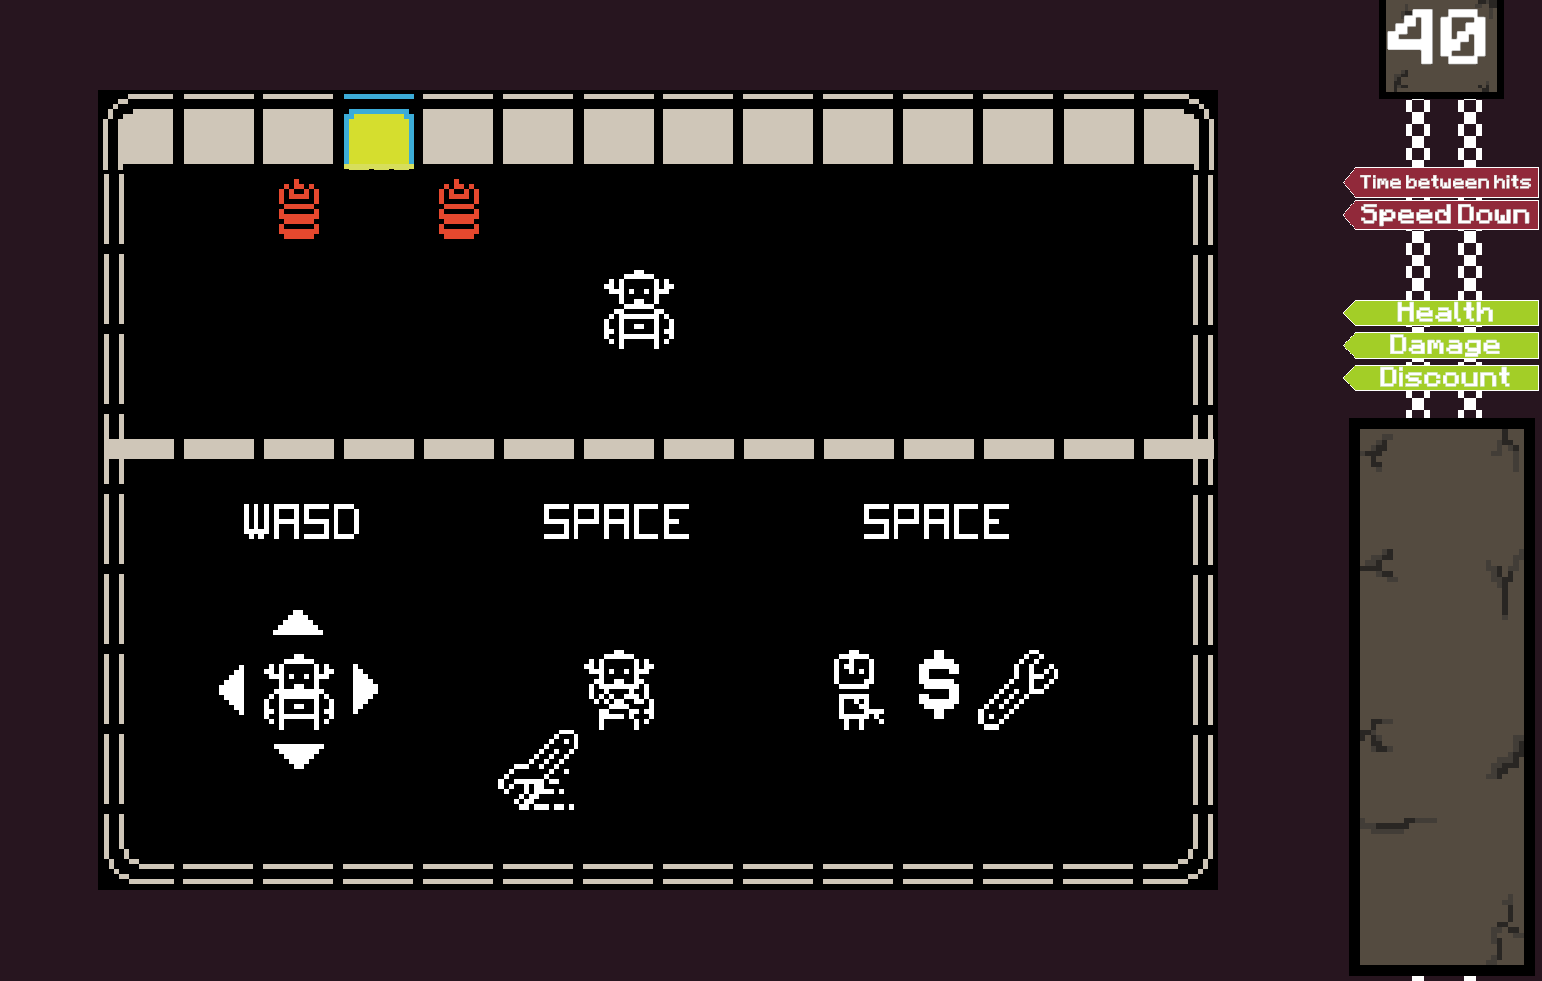 40
Time between hits
Speed Down
Health
Damage
Discount
WASD SPACE SPACE
$